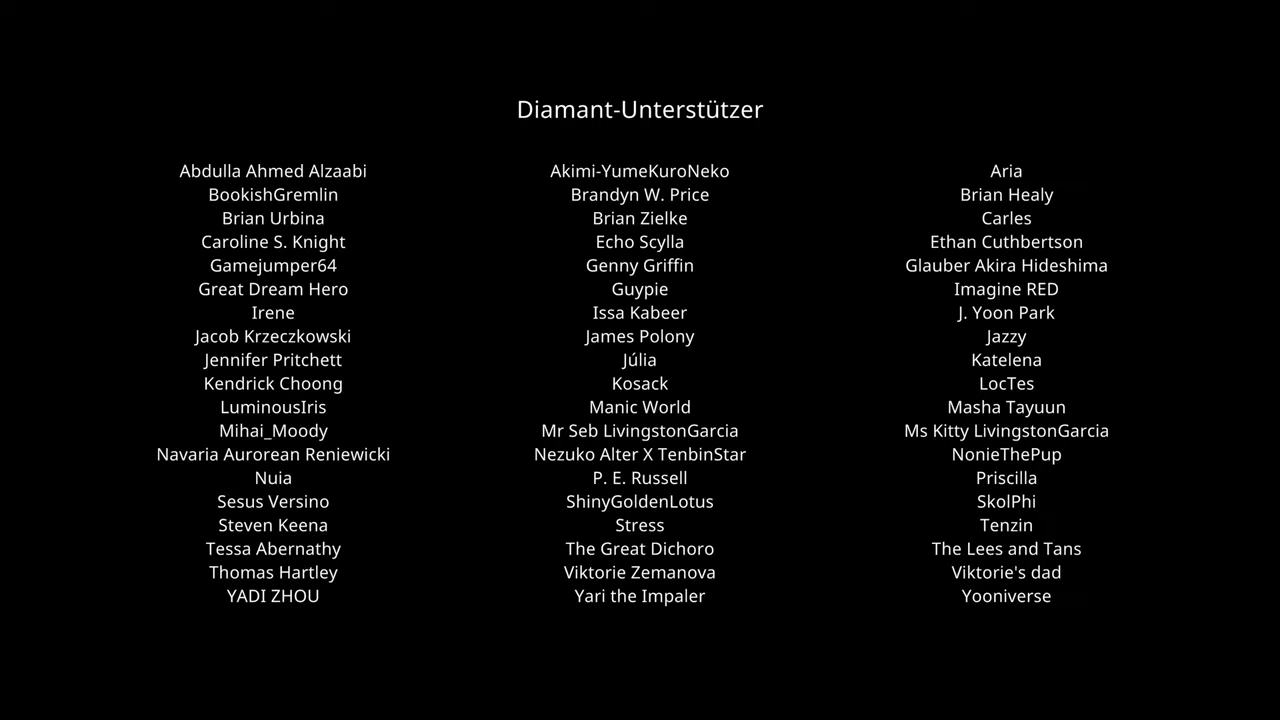 Diamant-Unterstützer
Abdulla Ahmed Alzaabi
Akimi-YumeKuroNeko
Aria
BookishGremlin
Brandyn W. Price
Brian Healy
Brian Urbina
Brian Zielke
Carles
Caroline S. Knight
Echo Scylla
Ethan Cuthbertson
Gamejumper64
Genny Griffin
Glauber Akira Hideshima
Great Dream Hero
Guypie
Imagine RED
Irene
Issa Kabeer
J. Yoon Park
Jacob Krzeczkowski
James Polony
Jazzy
Jennifer Pritchett
Júlia
Katelena
Kendrick Choong
Kosack
LocTes
LuminousIris
Manic World
Masha Tayuun
Mihai_Moody
Mr Seb LivingstonGarcia
Ms Kitty LivingstonGarcia
Navaria Aurorean Reniewicki
Nezuko Alter X TenbinStar
NonieThePup
Nuia
P. E. Russell
Priscilla
Sesus Versino
ShinyGoldenLotus
SkolPhi
Steven Keena
Stress
Tenzin
Tessa Abernathy
The Great Dichoro
The Lees and Tans
Thomas Hartley
Viktorie Zemanova
Viktorie's dad
YADI ZHOU
Yari the Impaler
Yooniverse